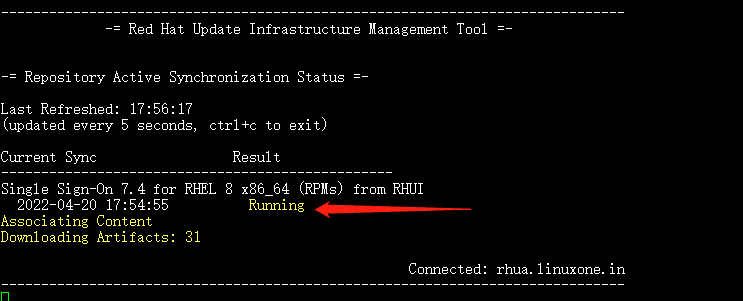 -= Red Hat Update Infrastructure Management Tool =-
-= Repository Active Synchronization Status =-
Last Refreshed: 17:56:17
(updated every 5 seconds, ctrl+c to exit)
Current Sync Result
Single Sign-On 7.4 for RHEL 8 x86_64 (RPMs) from RHUI
2022-04-20 17:54:55 Running
Associating Content
Downloading Artifacts: 31
Connected: rhua.linuxone.in